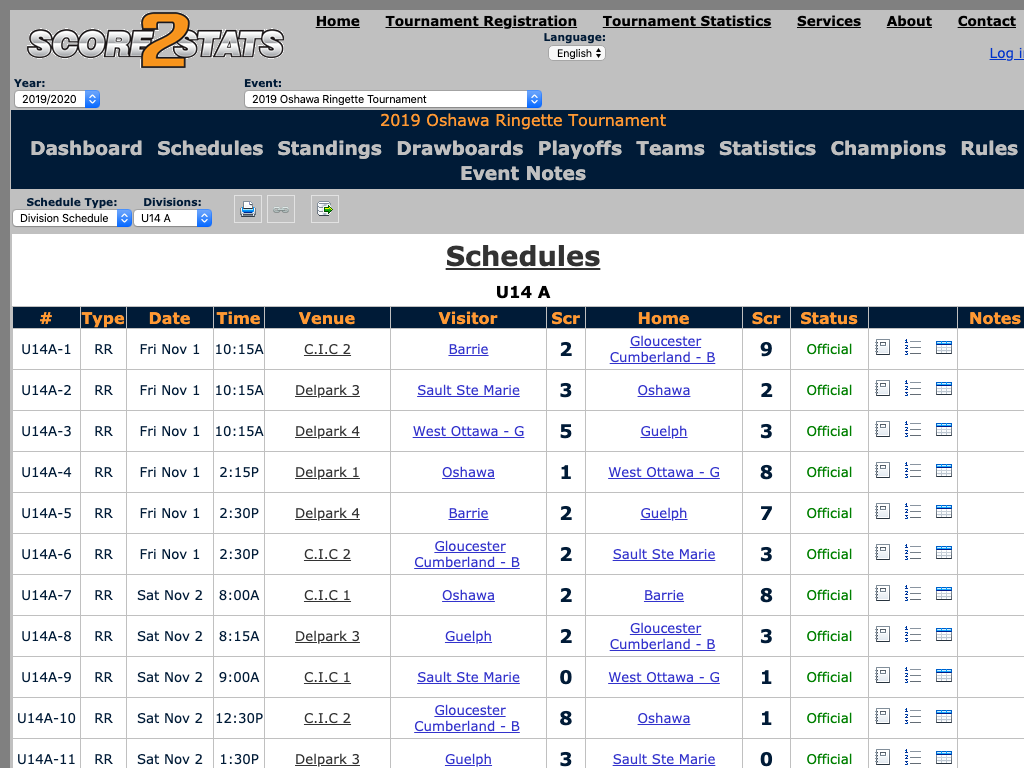 SCORE2STATS
Home Tournament Registration Tournament Statistics Services About Contact
Language:
English
Log i
Year: Event:
2019/2020 2019 Oshawa Ringette Tournament
2019 Oshawa Ringette Tournament
Dashboard Schedules Standings Drawboards Playoffs Teams Statistics Champions Rules
Event Notes
Schedule Type: Divisions:
Division Schedule U14 A
Schedules
U14 A
# Type Date Time Venue Visitor Scr Home Scr Status Notes
U14A-1 RR Fri Nov 1 10:15A C.I.C 2 Barrie 2 Gloucester Cumberland - B 9 Official
U14A-2 RR Fri Nov 1 10:15A Delpark 3 Sault Ste Marie 3 Oshawa 2 Official
U14A-3 RR Fri Nov 1 10:15A Delpark 4 West Ottawa - G 5 Guelph 3 Official
U14A-4 RR Fri Nov 1 2:15P Delpark 1 Oshawa 1 West Ottawa - G 8 Official
U14A-5 RR Fri Nov 1 2:30P Delpark 4 Barrie 2 Guelph 7 Official
U14A-6 RR Fri Nov 1 2:30P C.I.C 2 Gloucester Cumberland - B 2 Sault Ste Marie 3 Official
U14A-7 RR Sat Nov 2 8:00A C.I.C 1 Oshawa 2 Barrie 8 Official
U14A-8 RR Sat Nov 2 8:15A Delpark 3 Guelph 2 Gloucester Cumberland - B 3 Official
U14A-9 RR Sat Nov 2 9:00A C.I.C 1 Sault Ste Marie 0 West Ottawa - G 1 Official
U14A-10 RR Sat Nov 2 12:30P C.I.C 2 Gloucester Cumberland - B 8 Oshawa 1 Official
U14A-11 RR Sat Nov 2 1:30P Delpark 3 Guelph 3 Sault Ste Marie 0 Official